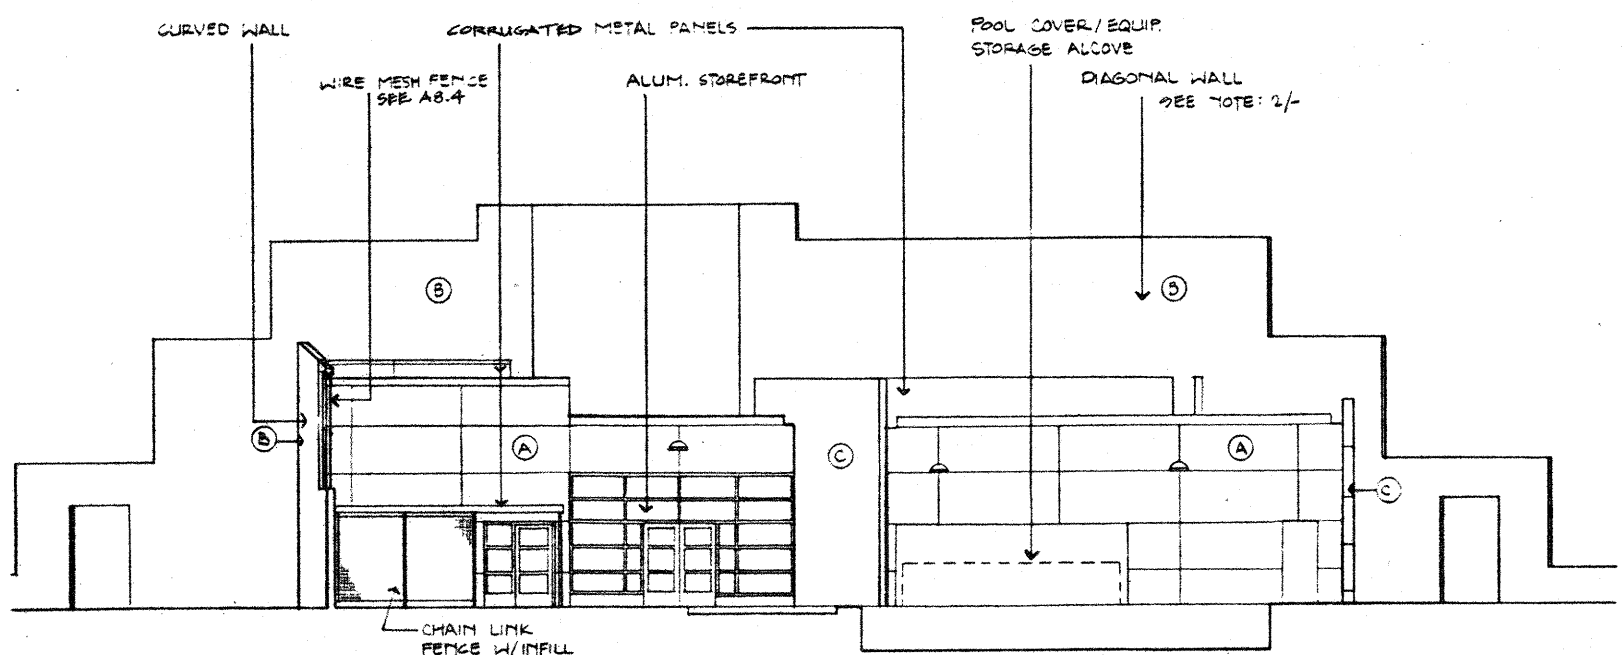 CURVED WALL
CORRUGATED METAL PANELS
POOL COVER/EQUIP.
STORAGE ALCOVE
WIRE MESH FENCE
SEE A8.4
ALUM. STOREFRONT
DIAGONAL WALL
SEE NOTE: 2/-
B
B
B
A
C
A
C
CHAIN LINK
FENCE W/INFILL